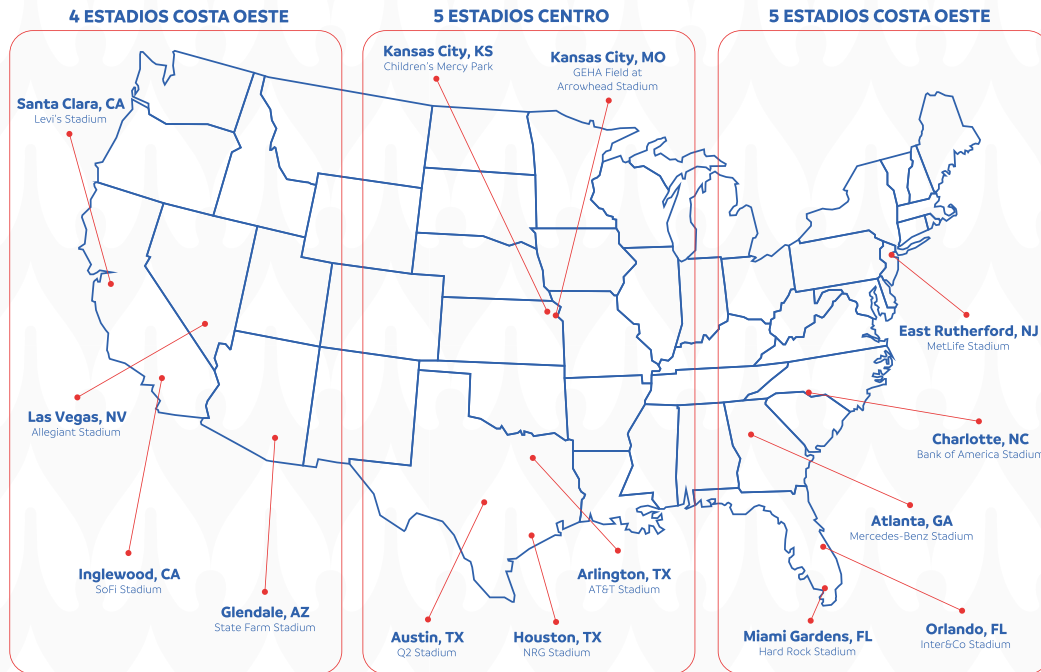 4 ESTADIOS COSTA OESTE
Santa Clara, CA
Levi's Stadium
Las Vegas, NV
Allegiant Stadium
Inglewood, CA
SoFi Stadium
Glendale, AZ
State Farm Stadium
5 ESTADIOS CENTRO
Kansas City, KS
Children's Mercy Park
Kansas City, MO
GEHA Field at
Arrowhead Stadium
Arlington, TX
AT&T Stadium
Austin, TX
Q2 Stadium
Houston, TX
NRG Stadium
5 ESTADIOS COSTA OESTE
East Rutherford, NJ
MetLife Stadium
Charlotte, NC
Bank of America Stadium
Atlanta, GA
Mercedes-Benz Stadium
Orlando, FL
Inter&Co Stadium
Miami Gardens, FL
Hard Rock Stadium